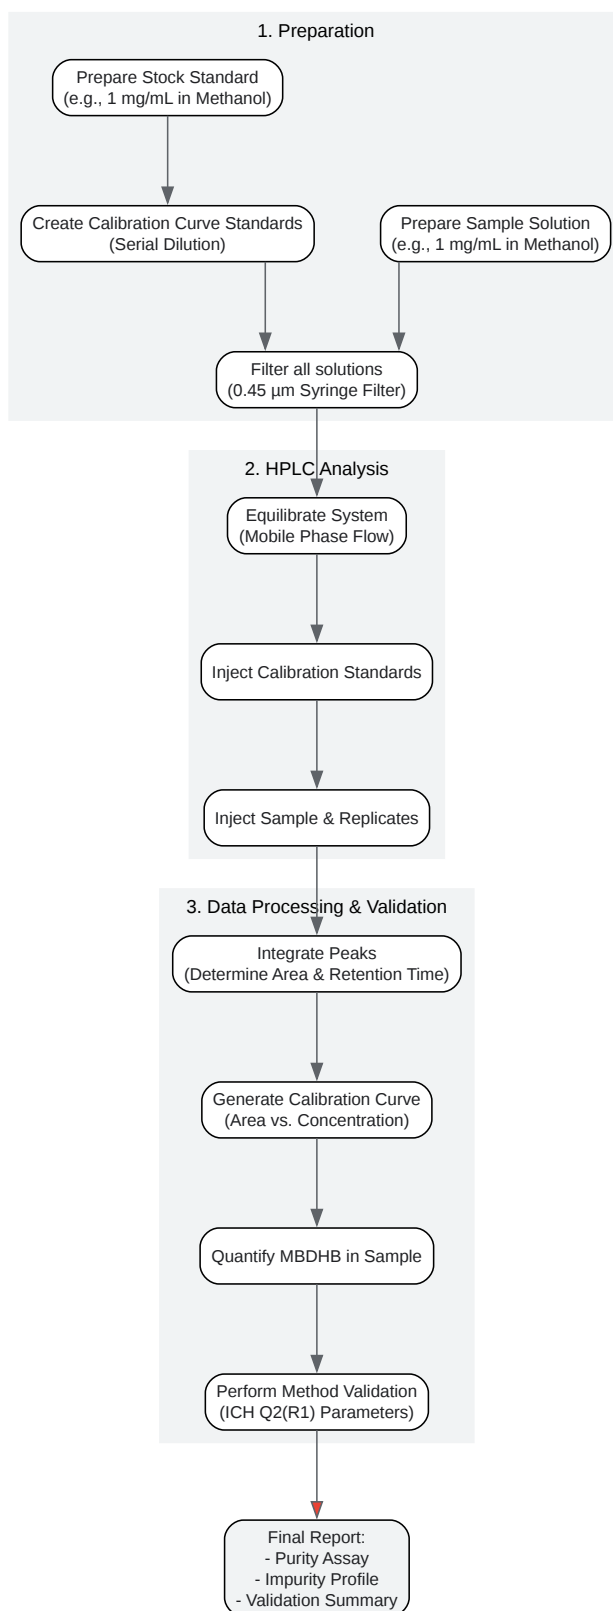 1. Preparation
Prepare Stock Standard
(e.g., 1 mg/mL in Methanol)
Create Calibration Curve Standards
(Serial Dilution)
Prepare Sample Solution
(e.g., 1 mg/mL in Methanol)
Filter all solutions
(0.45 µm Syringe Filter)
2. HPLC Analysis
Equilibrate System
(Mobile Phase Flow)
Inject Calibration Standards
Inject Sample & Replicates
3. Data Processing & Validation
Integrate Peaks
(Determine Area & Retention Time)
Generate Calibration Curve
(Area vs. Concentration)
Quantify MBDHB in Sample
Perform Method Validation
(ICH Q2(R1) Parameters)
Final Report:
- Purity Assay
- Impurity Profile
- Validation Summary